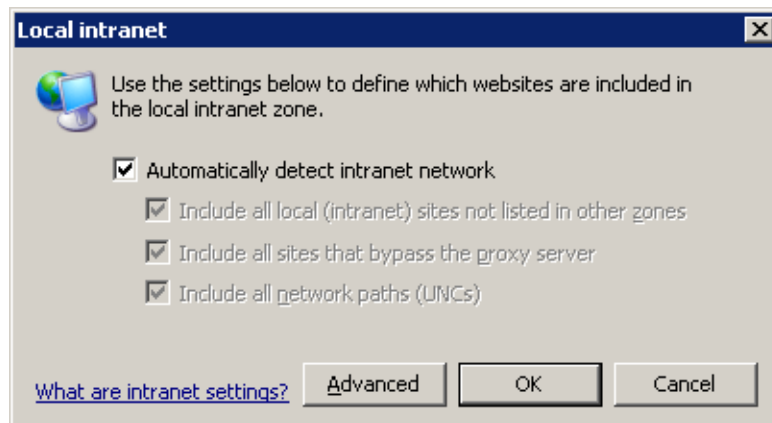 Local intranet
Use the settings below to define which websites are included in
the local intranet zone.
Automatically detect intranet network
Include all local (intranet) sites not listed in other zones
Include all sites that bypass the proxy server
Include all network paths (UNCs)
What are intranet settings?
Advanced
OK
Cancel